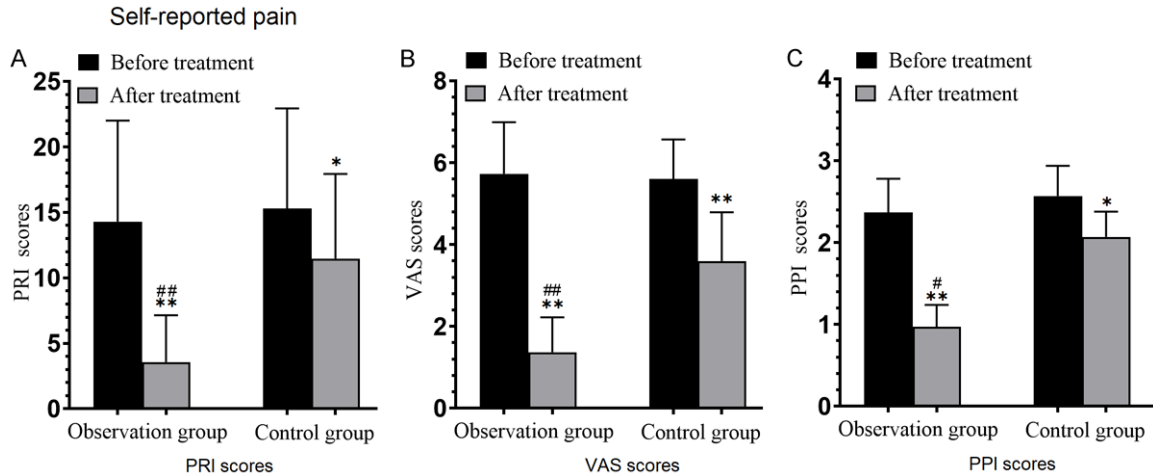 Self-reported pain
A
Before treatment
After treatment
25
20
15
10
5
0
PRI scores
*
##
**
Observation group Control group
PRI scores
B
Before treatment
After treatment
8
6
4
2
0
VAS scores
**
##
**
Observation group Control group
VAS scores
C
Before treatment
After treatment
4
3
2
1
0
PPI scores
*
#
**
Observation group Control group
PPI scores